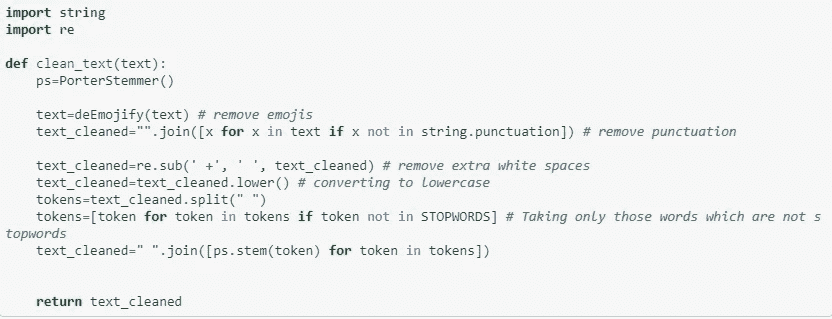 import string
import re
def clean_text(text):
    ps=PorterStemmer()
    text=deEmojify(text) # remove emojis
    text_cleaned="".join([x for x in text if x not in string.punctuation]) # remove punctuation
    text_cleaned=re.sub(' +', ' ', text_cleaned) # remove extra white spaces
    text_cleaned=text_cleaned.lower() # converting to lowercase
    tokens=text_cleaned.split(" ")
    tokens=[token for token in tokens if token not in STOPWORDS] # Taking only those words which are not s
topwords
    text_cleaned=" ".join([ps.stem(token) for token in tokens])
    return text_cleaned